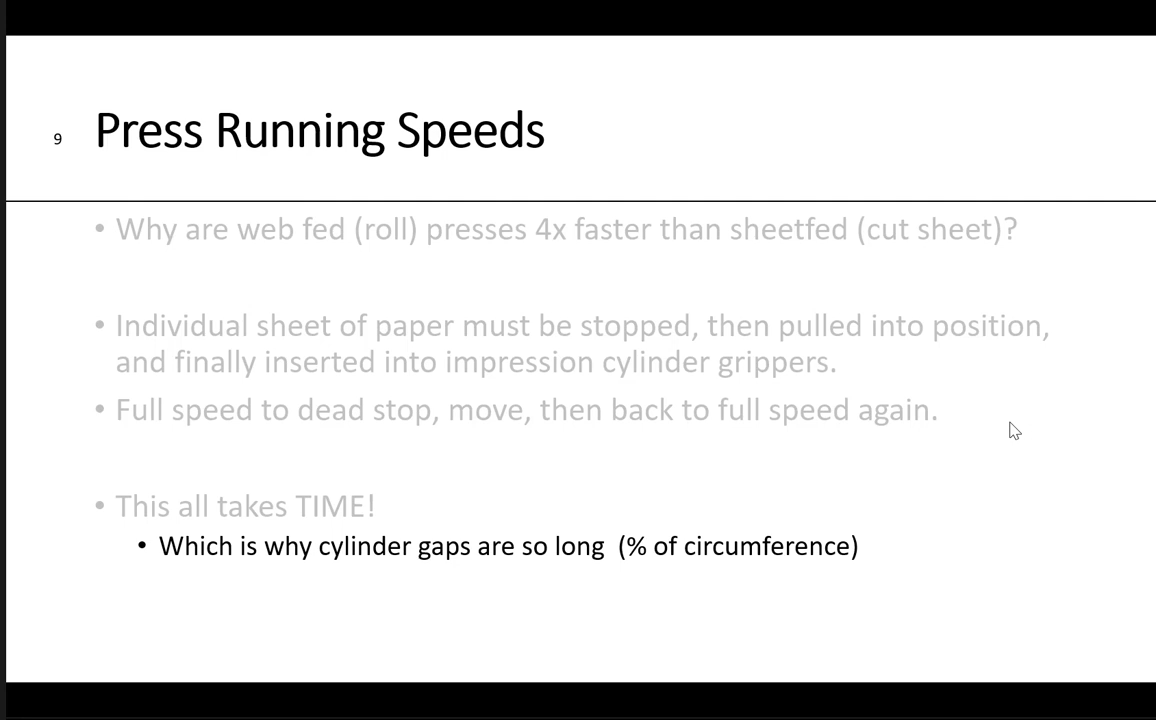 9
Press Running Speeds
• Why are web fed (roll) presses 4x faster than sheetfed (cut sheet)?
• Individual sheet of paper must be stopped, then pulled into position,
and finally inserted into impression cylinder grippers.
• Full speed to dead stop, move, then back to full speed again.
• This all takes TIME!
• Which is why cylinder gaps are so long  (% of circumference)